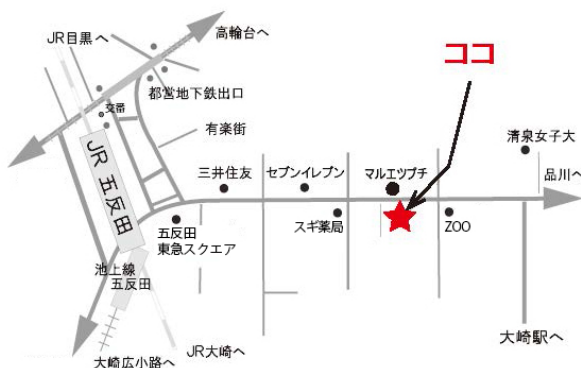 JR目黒へ
高輪台へ
ココ
都営地下鉄出口
交番
有楽街
清泉女子大
JR 五反田
三井住友
セブンイレブン
マルエツプチ
品川へ
五反田
東急スクエア
スギ薬局
ZOO
池上線
五反田
大崎駅へ
大崎広小路へ
JR大崎へ